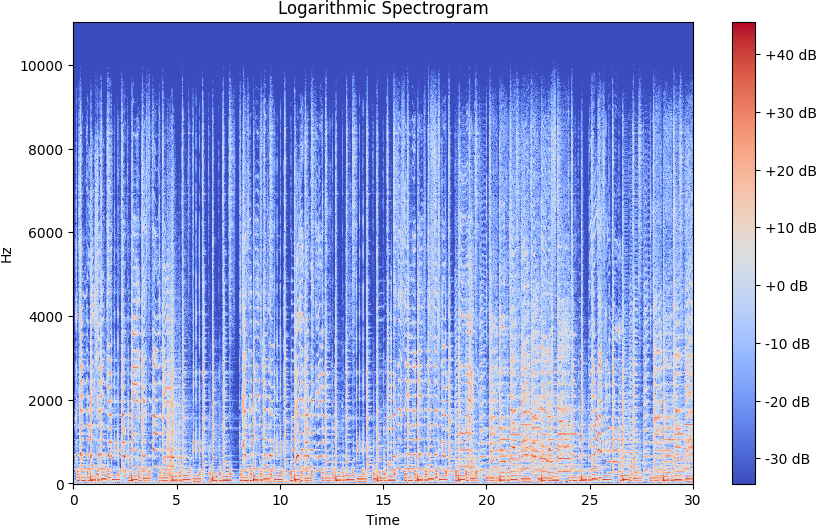 Logarithmic Spectrogram
Hz
10000
8000
6000
4000
2000
0
0 5 10 15 20 25 30
Time
+40 dB
+30 dB
+20 dB
+10 dB
+0 dB
-10 dB
-20 dB
-30 dB